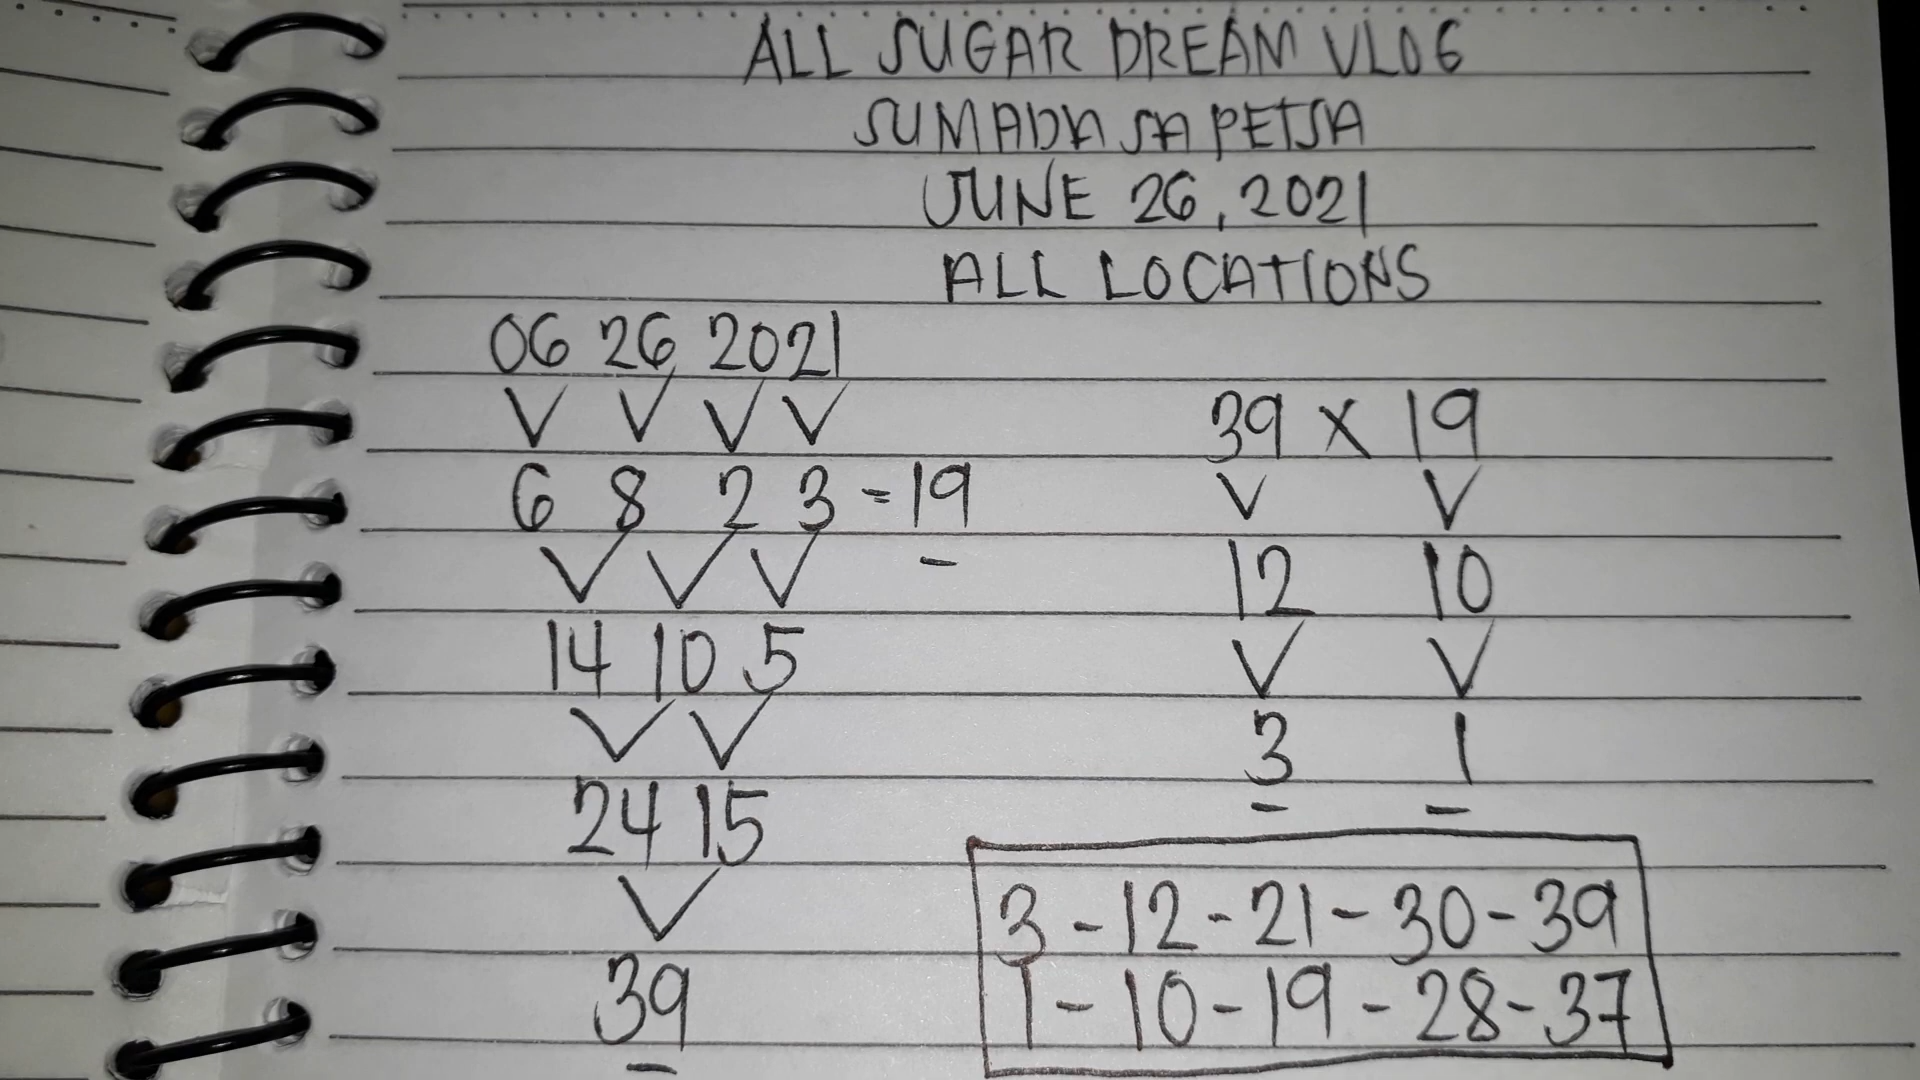 ALL SUGAR DREAM VLOG
SUMADA SA PETSA
JUNE 26, 2021
ALL LOCATIONS
06 26 2021
V V V V
6 8 2 3 = 19
V V V
14 10 5
V V
24 15
V
39
39 X 19
V V
12 10
V V
3 1
3 - 12 - 21 - 30 - 39
1 - 10 - 19 - 28 - 37